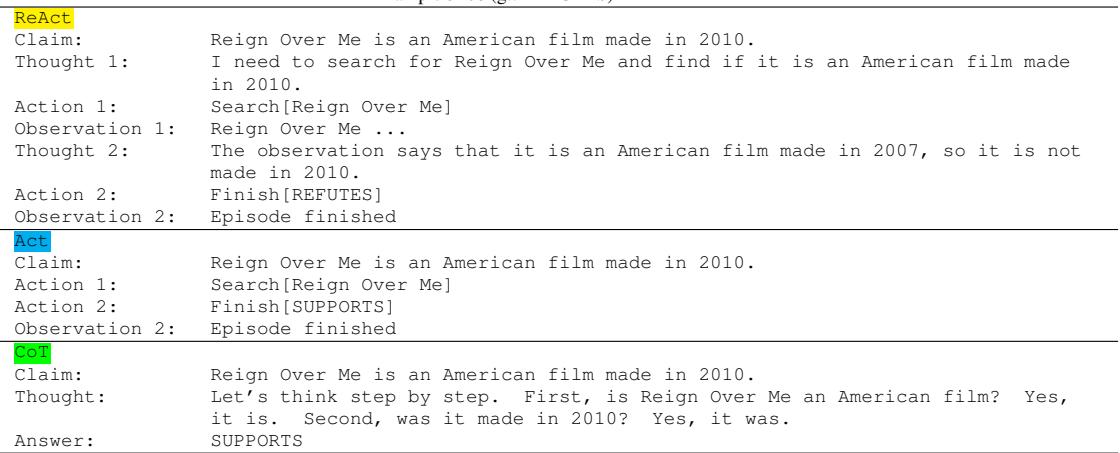 ReAct
Claim: Reign Over Me is an American film made in 2010.
Thought 1: I need to search for Reign Over Me and find if it is an American film made
in 2010.
Action 1: Search[Reign Over Me]
Observation 1: Reign Over Me ...
Thought 2: The observation says that it is an American film made in 2007, so it is not
made in 2010.
Action 2: Finish[REFUTES]
Observation 2: Episode finished
Act
Claim: Reign Over Me is an American film made in 2010.
Action 1: Search[Reign Over Me]
Action 2: Finish[SUPPORTS]
Observation 2: Episode finished
CoT
Claim: Reign Over Me is an American film made in 2010.
Thought: Let's think step by step. First, is Reign Over Me an American film? Yes,
it is. Second, was it made in 2010? Yes, it was.
Answer: SUPPORTS